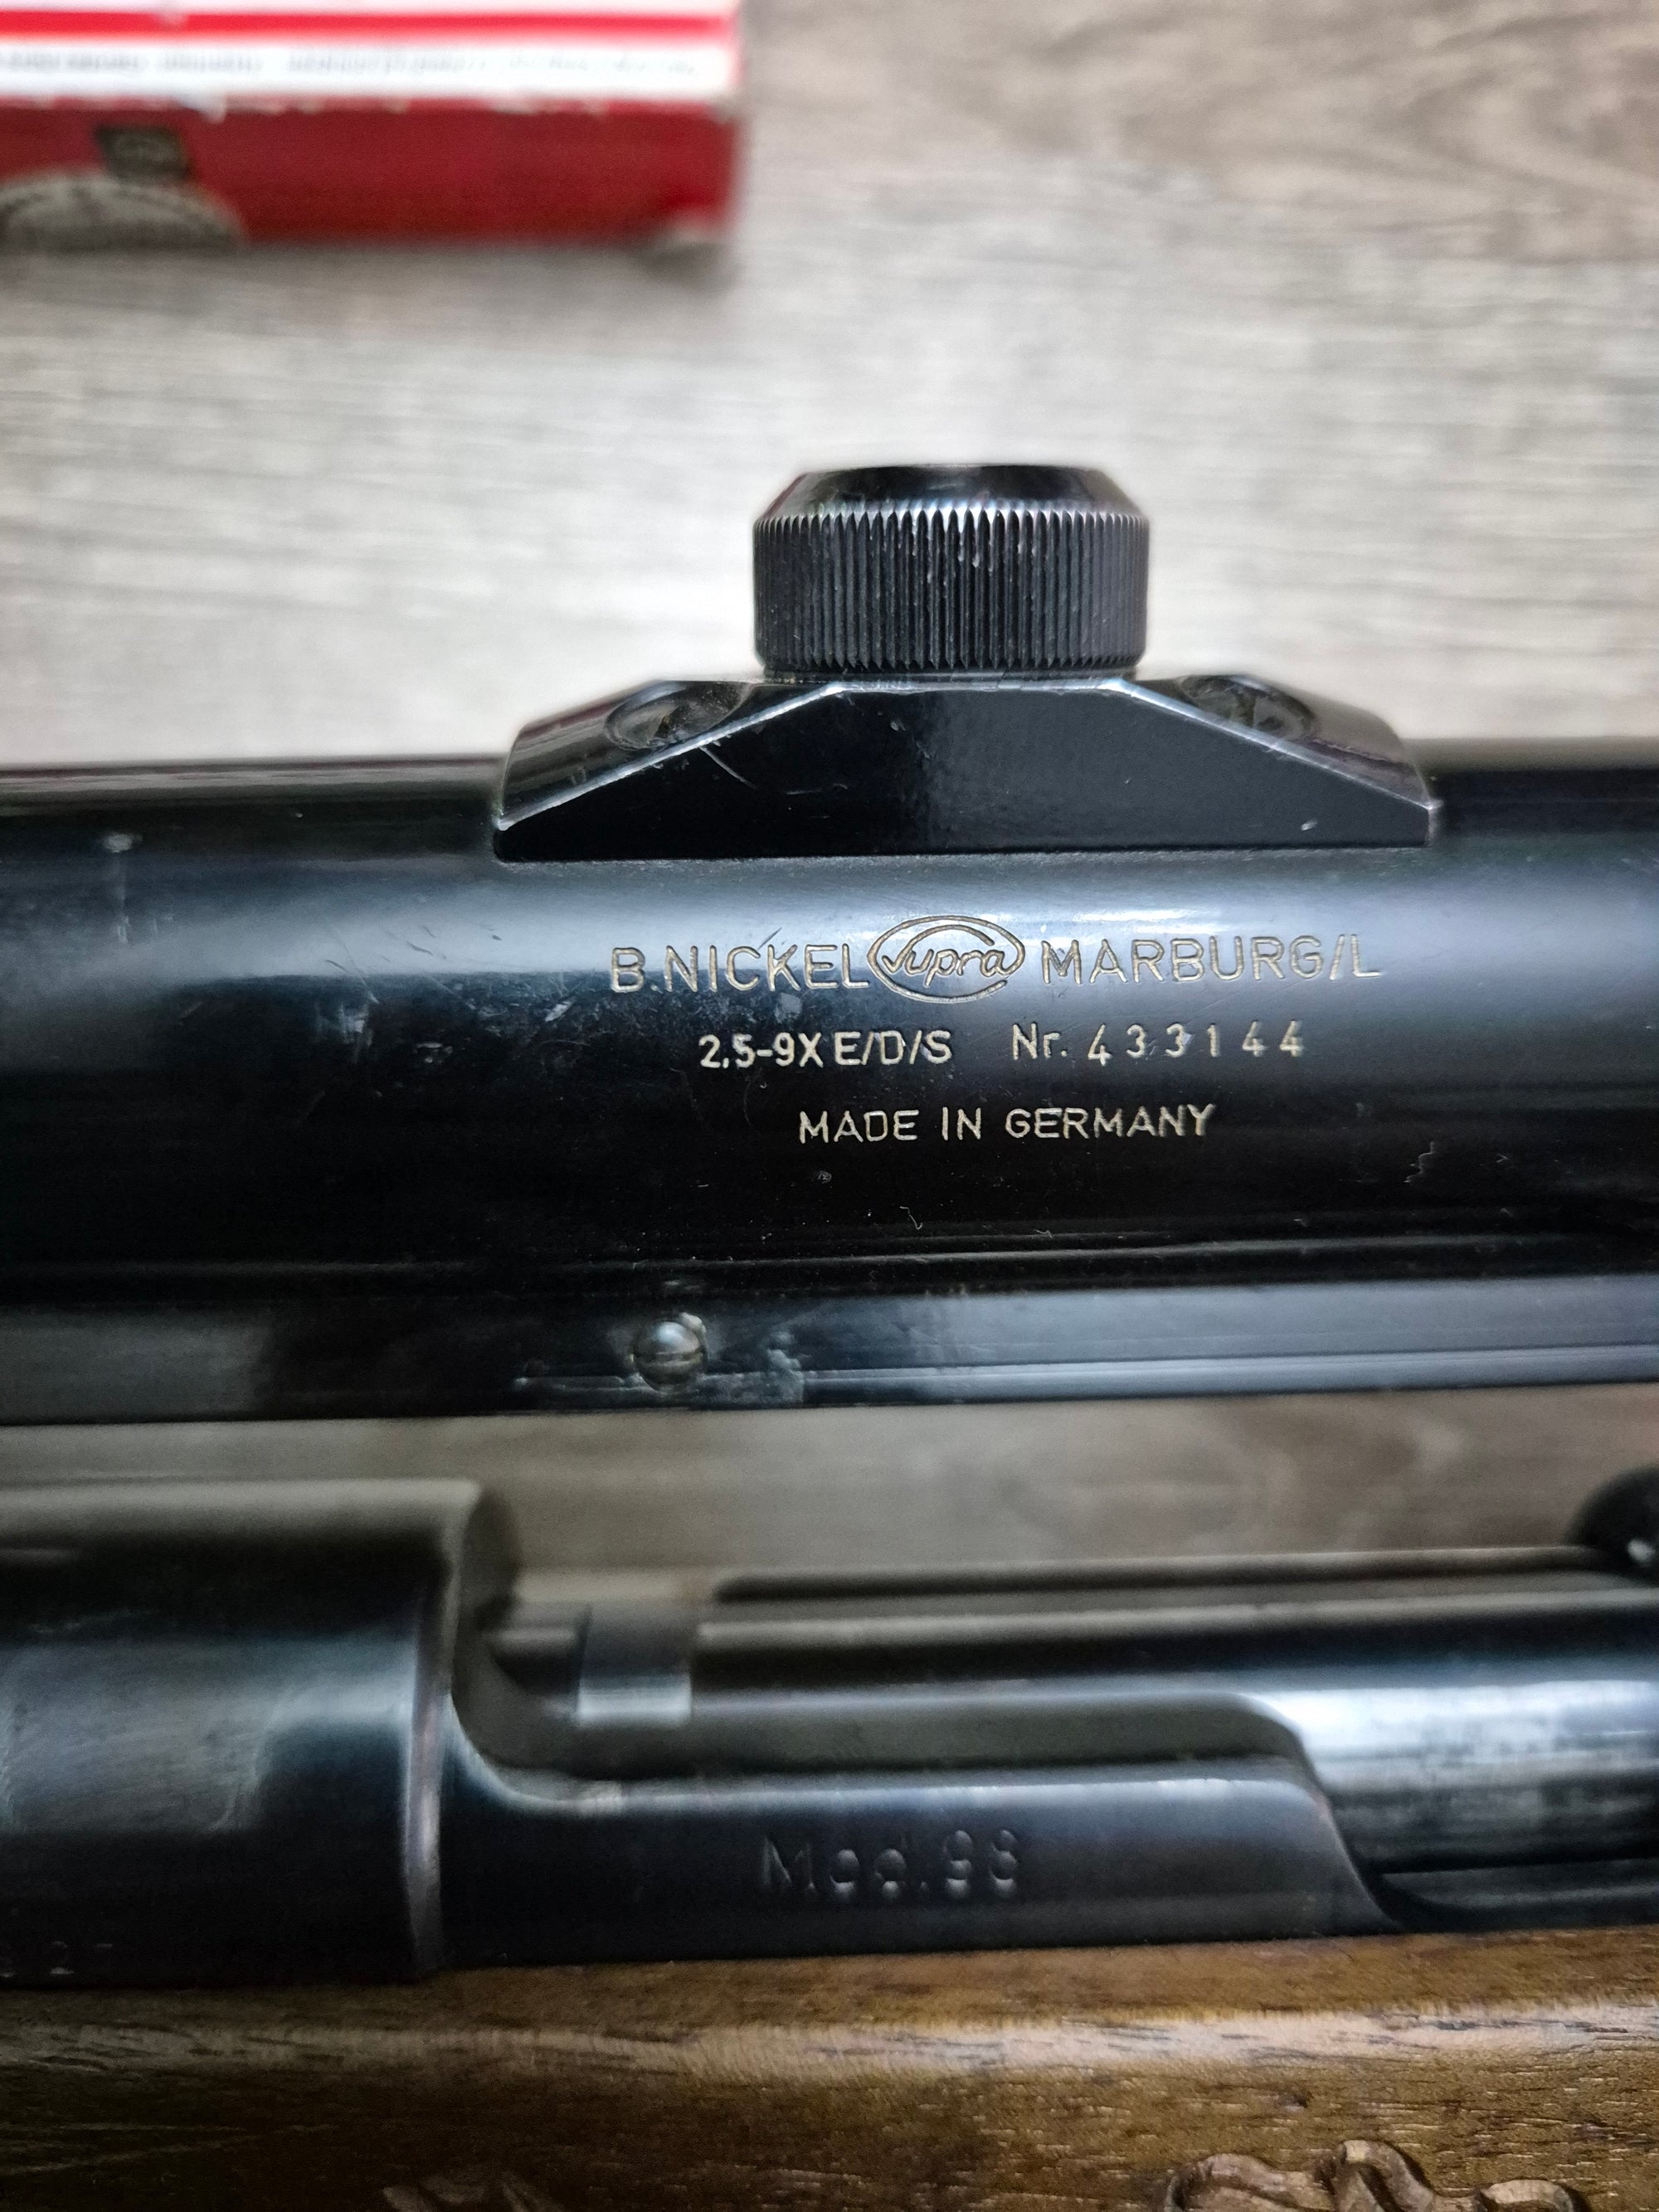 B.NICKEL Supra MARBURG/L
2,5-9X E/D/S Nr. 433144
MADE IN GERMANY
Mod.98